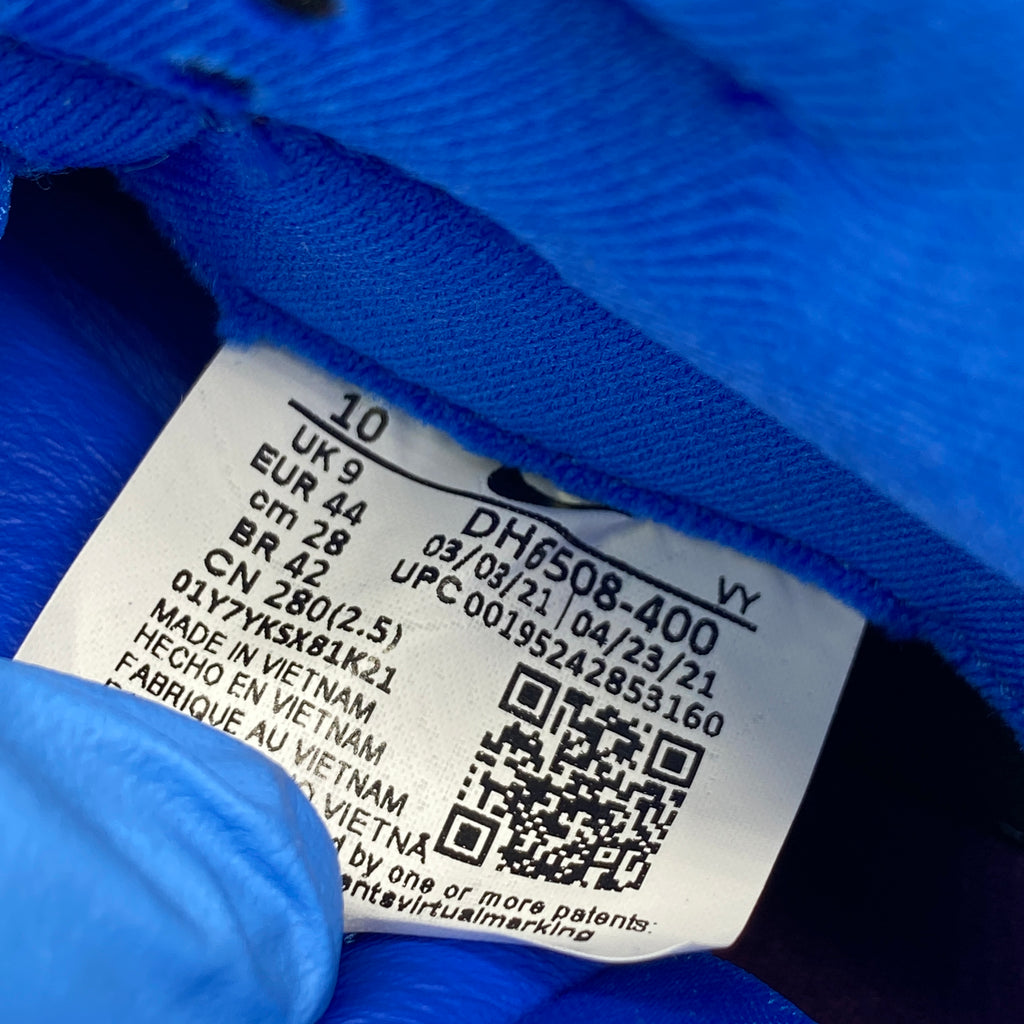 10
UK 9
EUR 44
cm 28
BR 42
CN 280(2.5)
VY
DH6508-400
03/03/21 | 04/23/21
UPC 00195242853160
01Y7YKSX81K21
MADE IN VIETNAM
HECHO EN VIETNAM
FABRIQUE AU VIETNAM
VIETNÃ
by one or more patents: